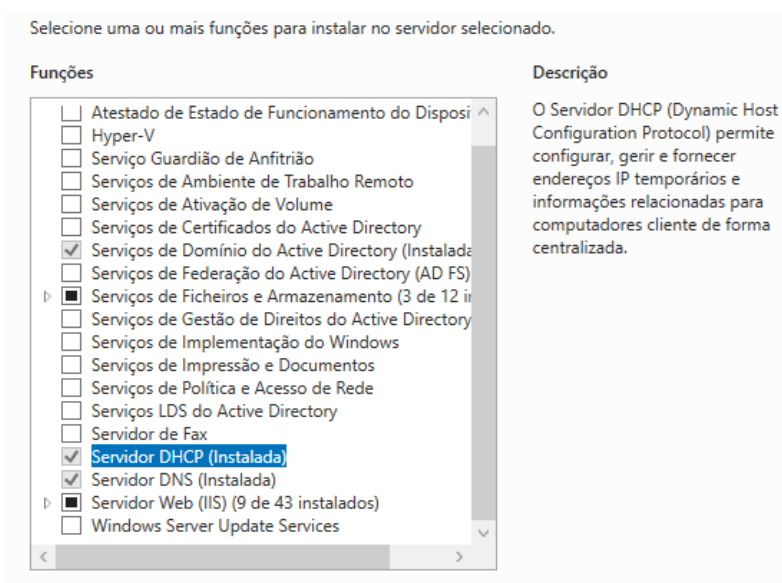 Selecione uma ou mais funções para instalar no servidor selecionado.
Funções
Atestado de Estado de Funcionamento do Disposi
Hyper-V
Serviço Guardião de Anfitrião
Serviços de Ambiente de Trabalho Remoto
Serviços de Ativação de Volume
Serviços de Certificados do Active Directory
Serviços de Domínio do Active Directory (Instalada
Serviços de Federação do Active Directory (AD FS)
Serviços de Ficheiros e Armazenamento (3 de 12 in
Serviços de Gestão de Direitos do Active Directory
Serviços de Implementação do Windows
Serviços de Impressão e Documentos
Serviços de Política e Acesso de Rede
Serviços LDS do Active Directory
Servidor de Fax
Servidor DHCP (Instalada)
Servidor DNS (Instalada)
Servidor Web (IIS) (9 de 43 instalados)
Windows Server Update Services
Descrição
O Servidor DHCP (Dynamic Host
Configuration Protocol) permite
configurar, gerir e fornecer
endereços IP temporários e
informações relacionadas para
computadores cliente de forma
centralizada.